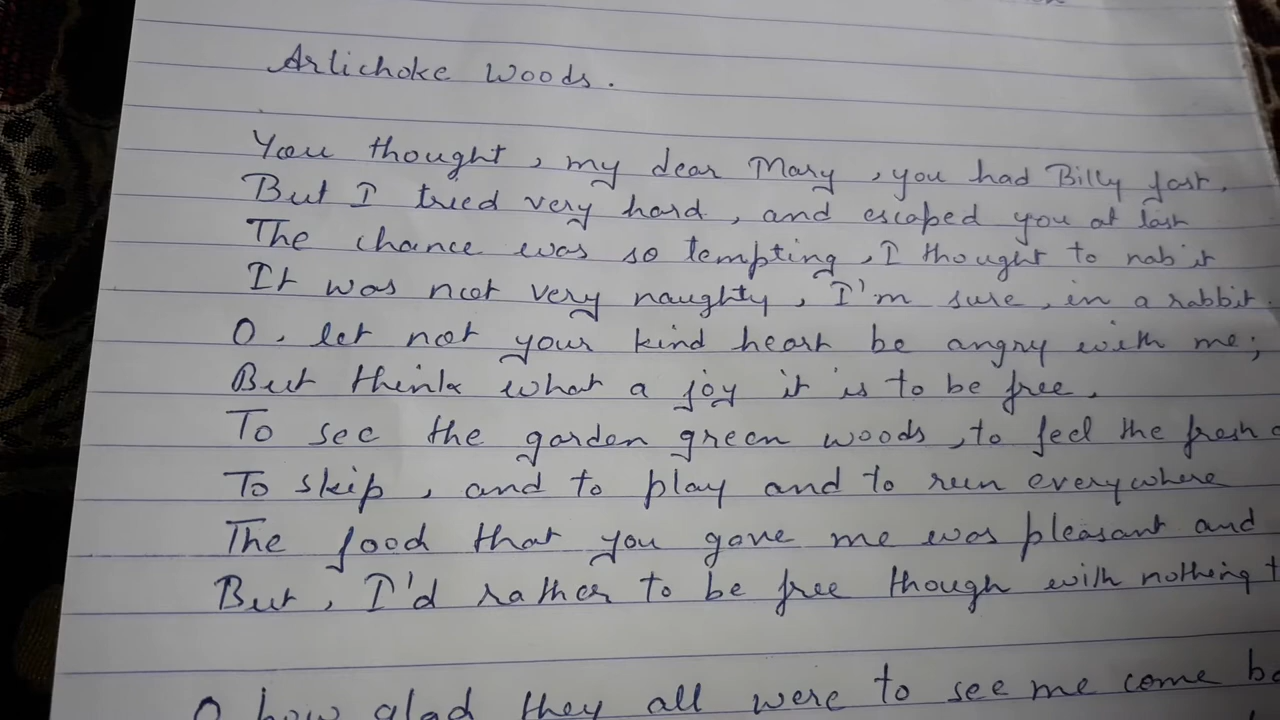 Artichoke Woods.
You thought, my dear Mary, you had Billy fast.
But I tried very hard, and escaped you at last
The chance was so tempting, I thought to nab it
It was not very naughty, I'm sure, in a rabbit.
O, let not your kind heart be angry with me;
But think what a joy it is to be free.
To see the garden green woods, to feel the fresh
To skip, and to play and to run everywhere
The food that you gave me was pleasant and
But, I'd rather to be free though with nothing
O how glad they all were to see me come